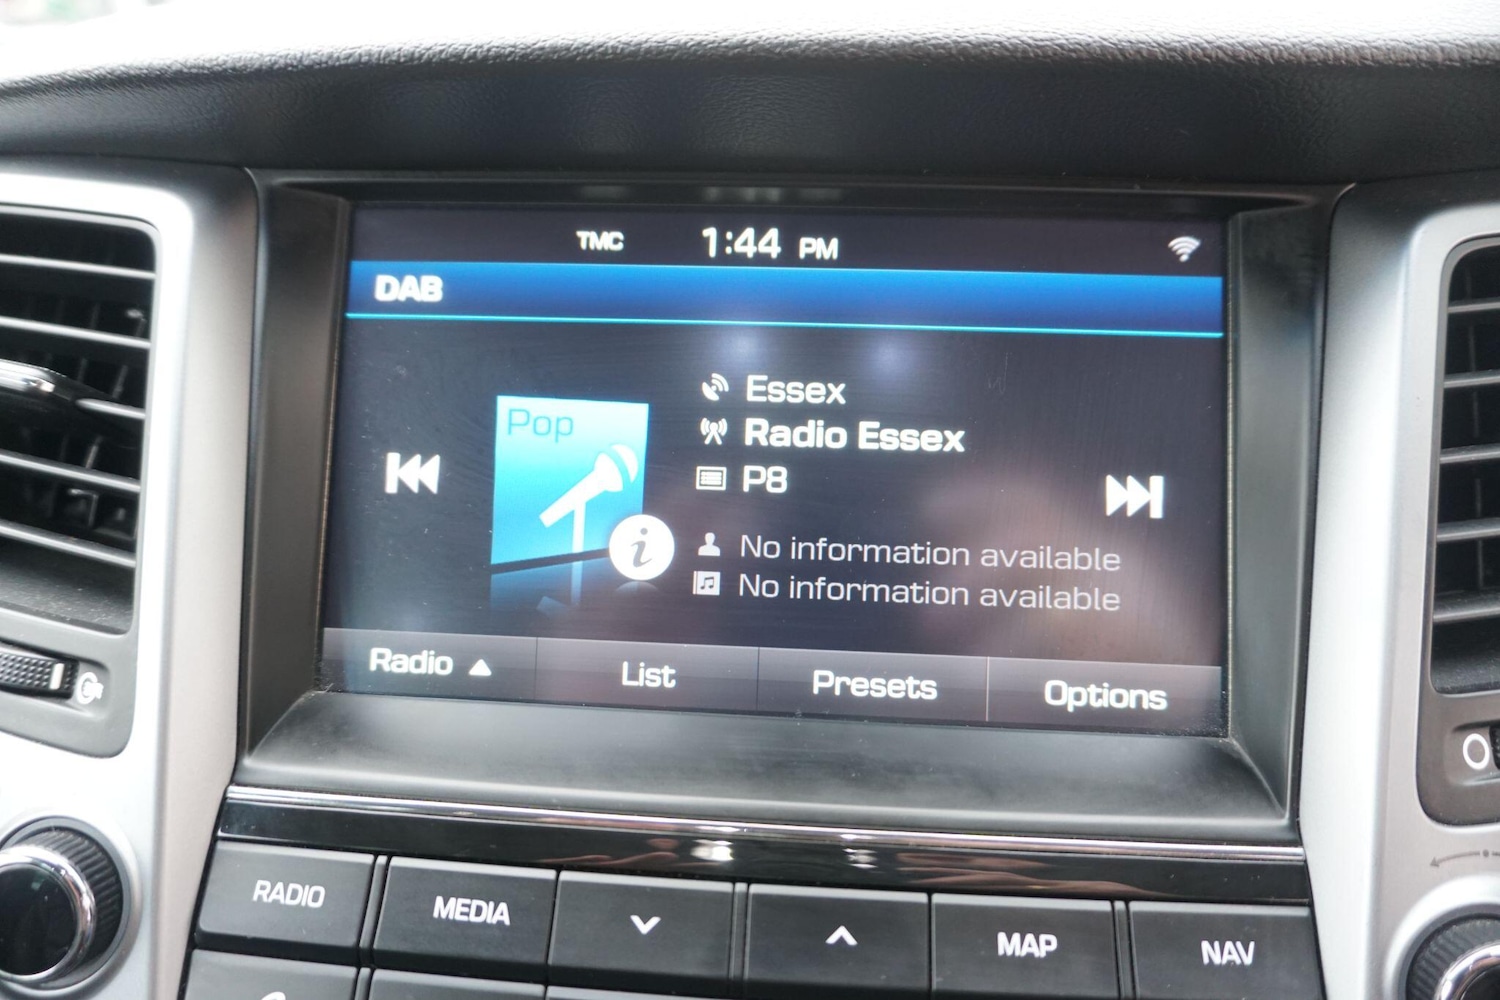 TMC 1:44 PM
DAB
Pop
Essex
Radio Essex
P8
i
No information available
No information available
Radio List Presets Options
RADIO MEDIA MAP NAV